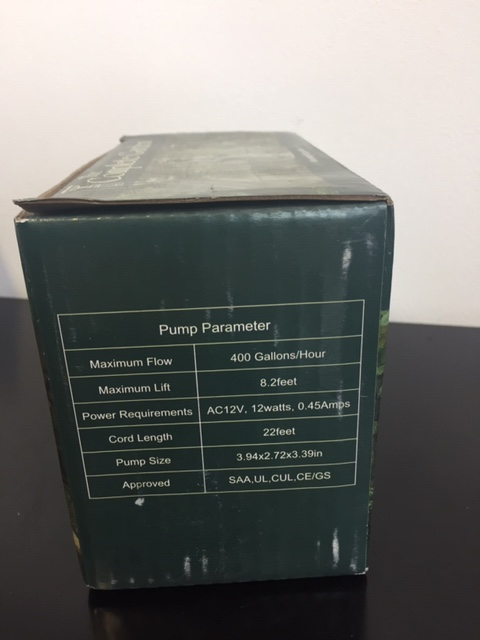 Pump Parameter
Maximum Flow 400 Gallons/Hour
Maximum Lift 8.2feet
Power Requirements AC12V, 12watts, 0.45Amps
Cord Length 22feet
Pump Size 3.94x2.72x3.39in
Approved SAA,UL,CUL,CE/GS